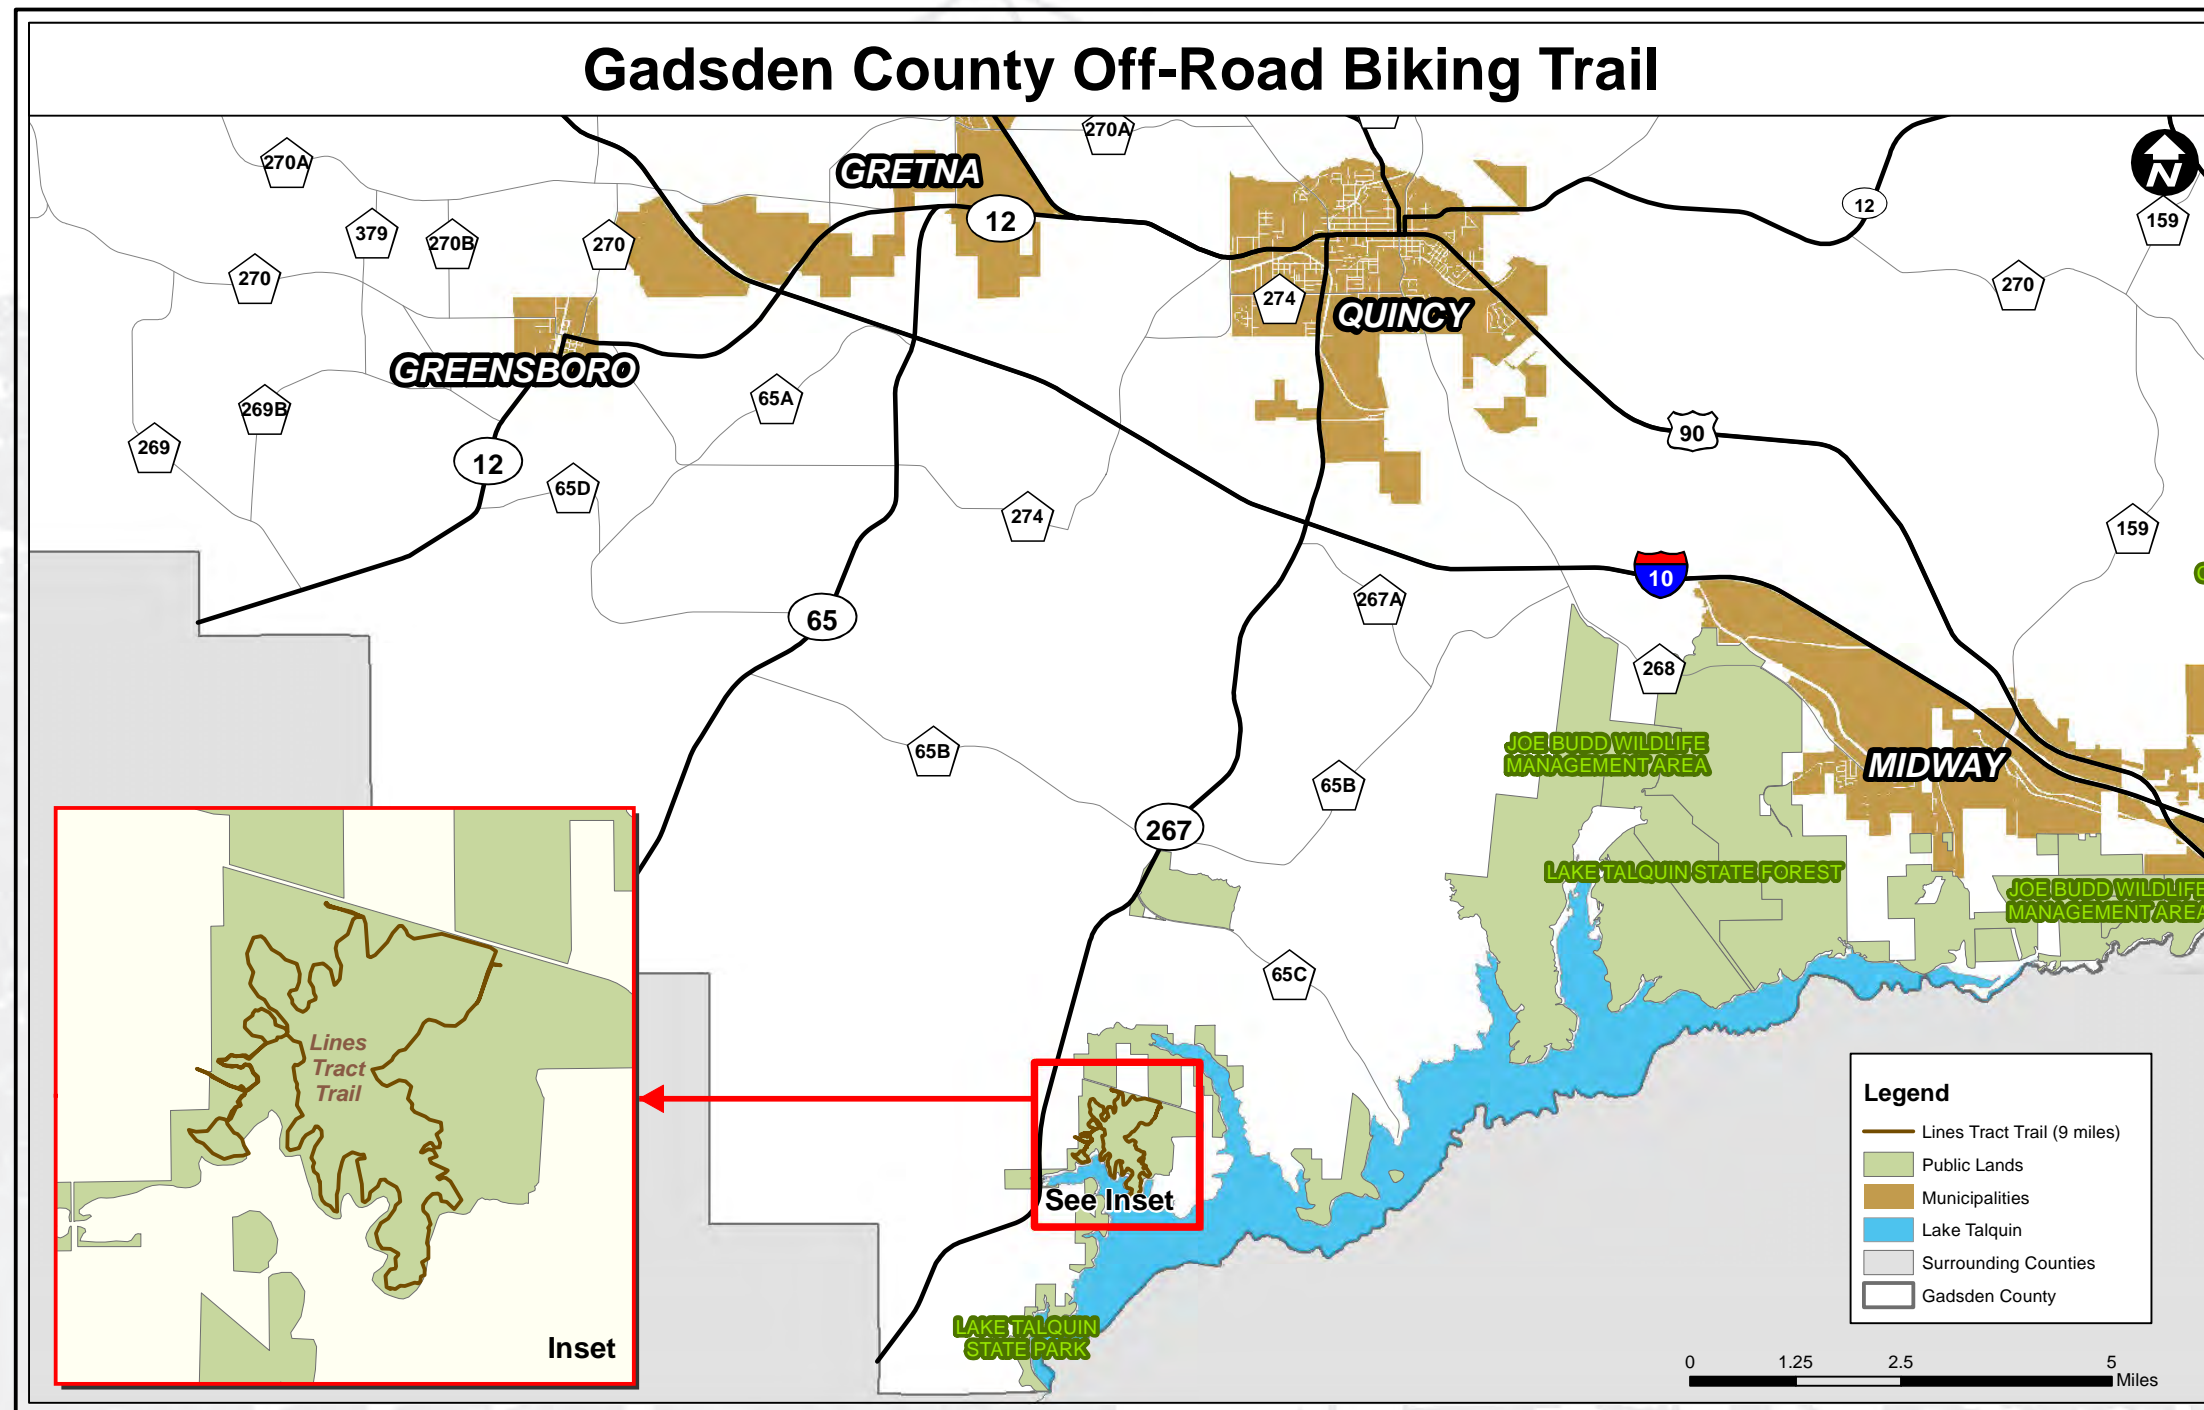 Gadsden County Off-Road Biking Trail
270A
270A
GRETNA
12
12
159
N
379
270B
270
270
274
QUINCY
270
GREENSBORO
269B
65A
269
12
90
65D
274
159
10
267A
65
268
JOE BUDD WILDLIFE
MANAGEMENT AREA
65B
65B
MIDWAY
267
LAKE TALQUIN STATE FOREST
JOE BUDD WILDLIFE
MANAGEMENT AREA
65C
Lines
Tract
Trail
See Inset
Inset
LAKE TALQUIN
STATE PARK
Legend
Lines Tract Trail (9 miles)
Public Lands
Municipalities
Lake Talquin
Surrounding Counties
Gadsden County
0 1.25 2.5 5
Miles